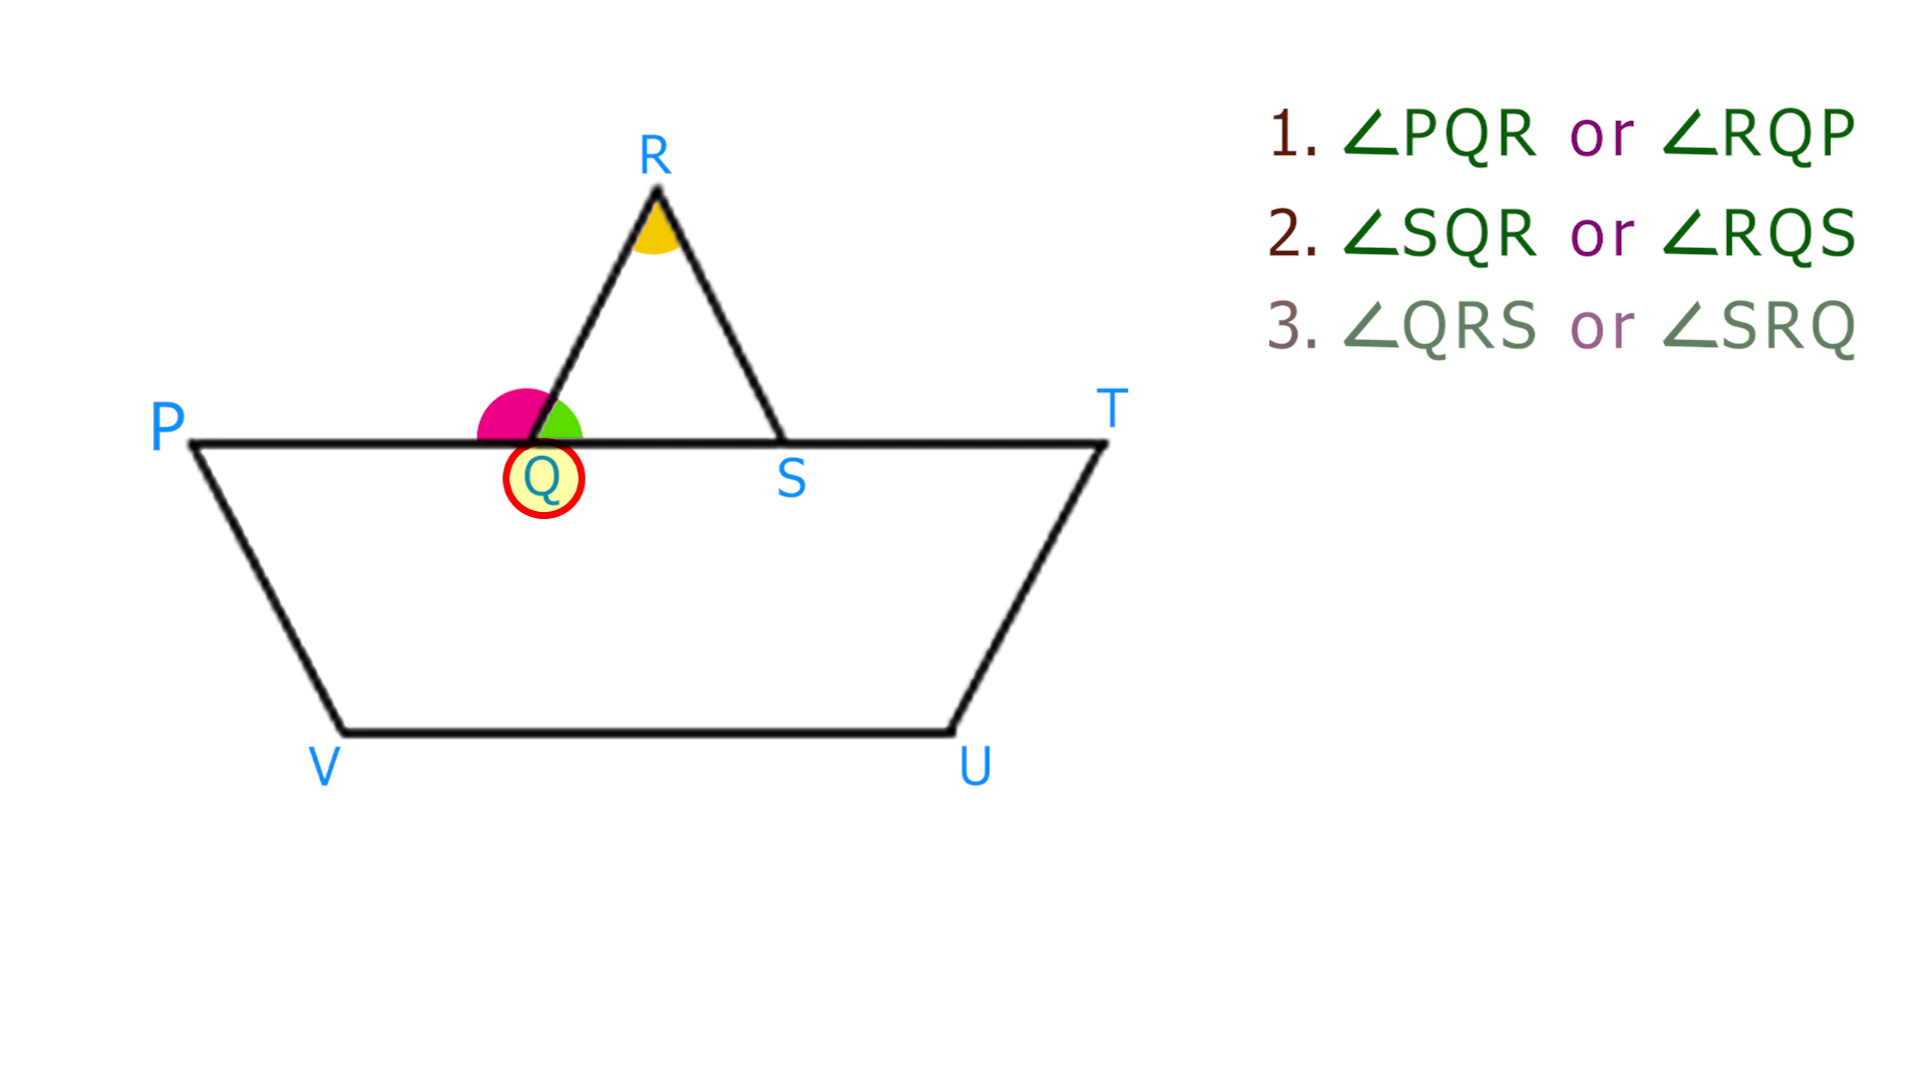 R
P
T
Q
S
V
U
1. ∠PQR or ∠RQP
2. ∠SQR or ∠RQS
3. ∠QRS or ∠SRQ